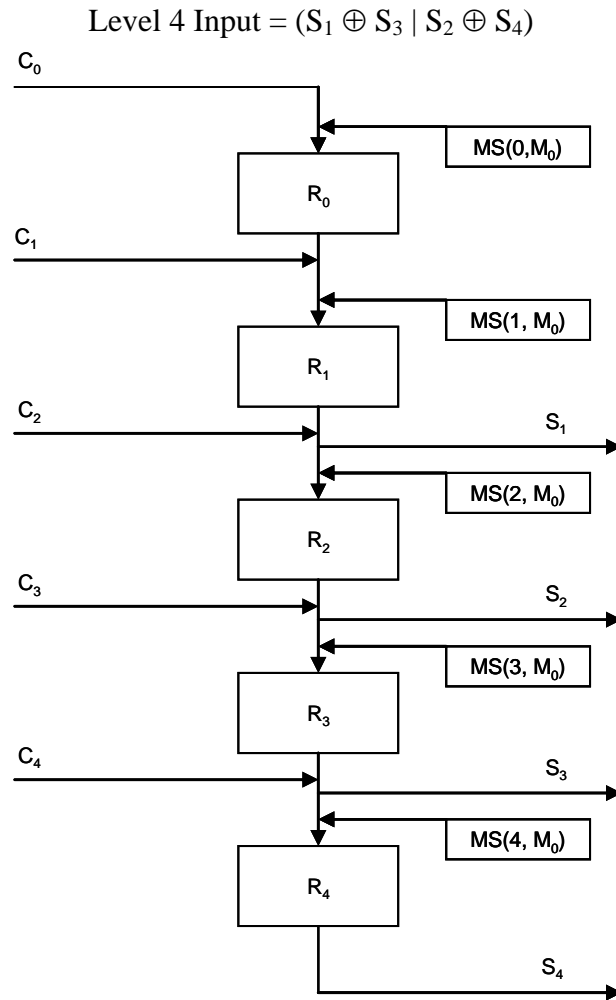 Level 4 Input = (S₁ ⊕ S₃ | S₂ ⊕ S₄)
C₀
MS(0,M₀)
R₀
C₁
MS(1, M₀)
R₁
C₂
S₁
MS(2, M₀)
R₂
C₃
S₂
MS(3, M₀)
R₃
C₄
S₃
MS(4, M₀)
R₄
S₄